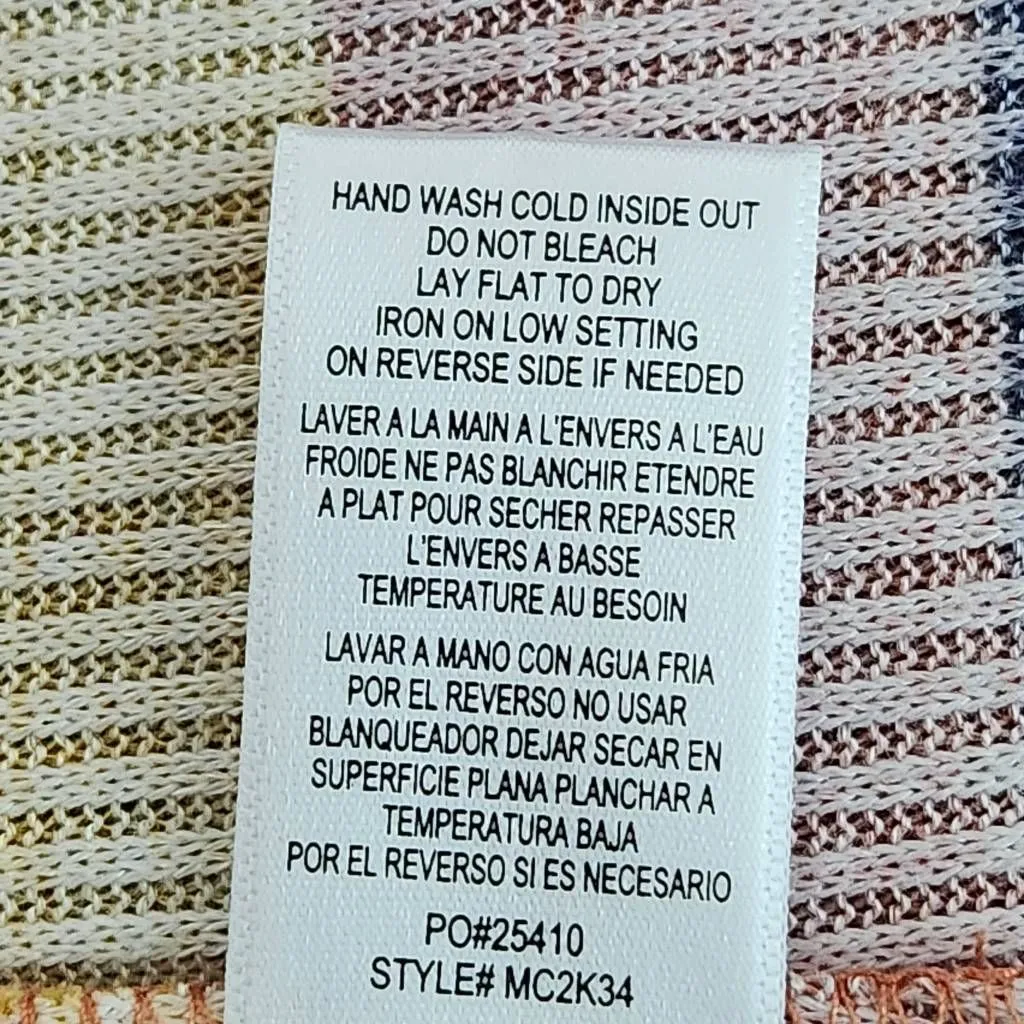 HAND WASH COLD INSIDE OUT
DO NOT BLEACH
LAY FLAT TO DRY
IRON ON LOW SETTING
ON REVERSE SIDE IF NEEDED
LAVER A LA MAIN A L'ENVERS A L'EAU
FROIDE NE PAS BLANCHIR ETENDRE
A PLAT POUR SECHER REPASSER
L'ENVERS A BASSE
TEMPERATURE AU BESOIN
LAVAR A MANO CON AGUA FRIA
POR EL REVERSO NO USAR
BLANQUEADOR DEJAR SECAR EN
SUPERFICIE PLANA PLANCHAR A
TEMPERATURA BAJA
POR EL REVERSO SI ES NECESARIO
PO#25410
STYLE# MC2K34